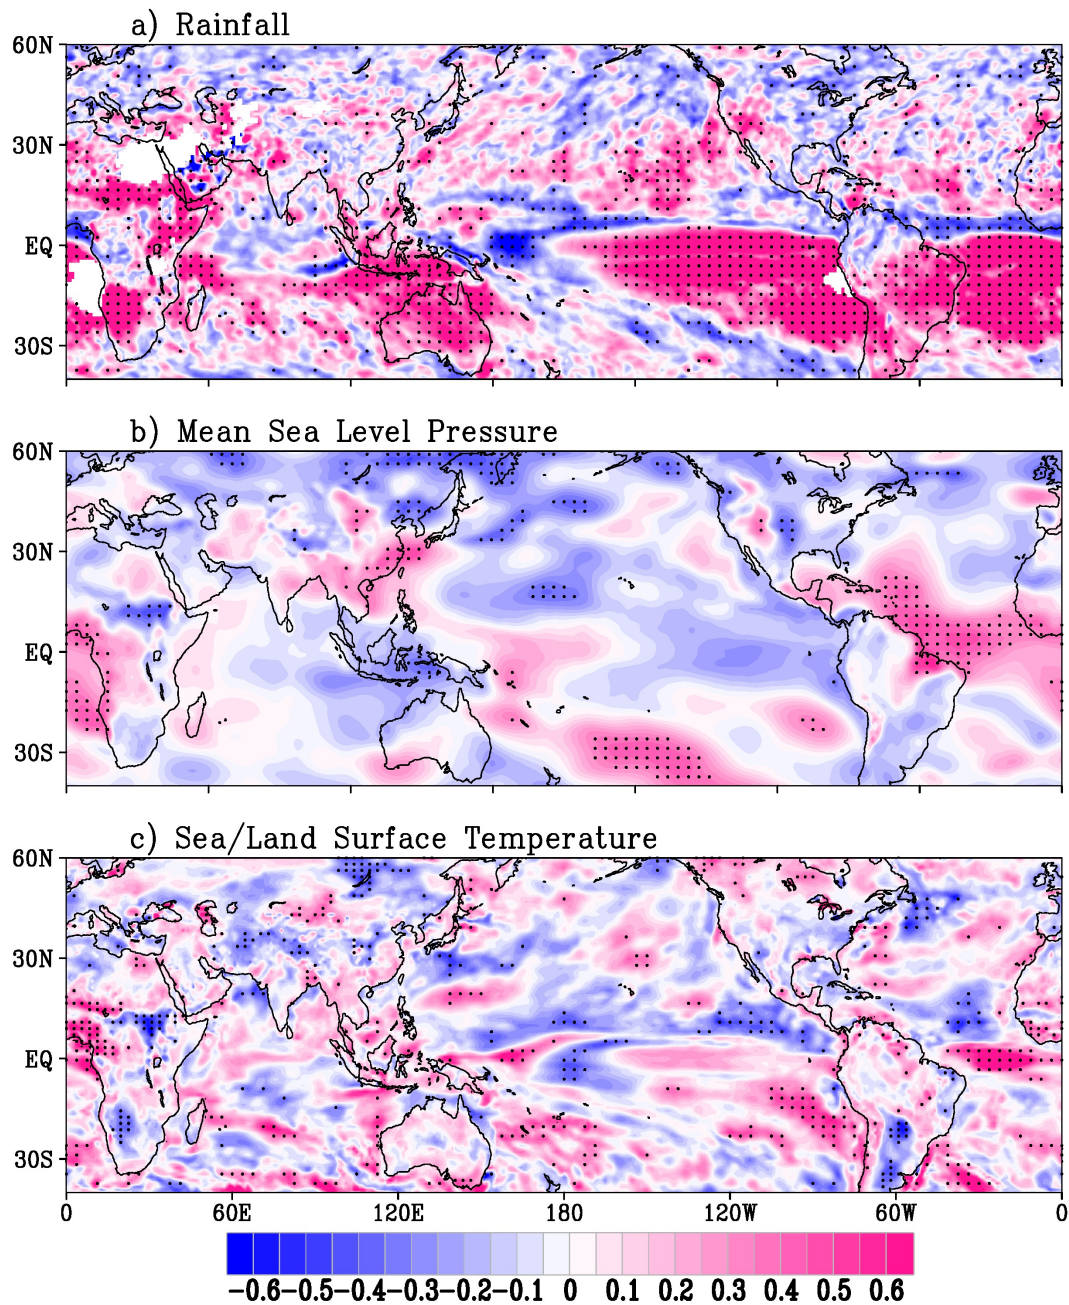 a) Rainfall
60N
30N
EQ
30S
b) Mean Sea Level Pressure
60N
30N
EQ
30S
c) Sea/Land Surface Temperature
60N
30N
EQ
30S
0 60E 120E 180 120W 60W 0
-0.6 -0.5 -0.4 -0.3 -0.2 -0.1 0 0.1 0.2 0.3 0.4 0.5 0.6